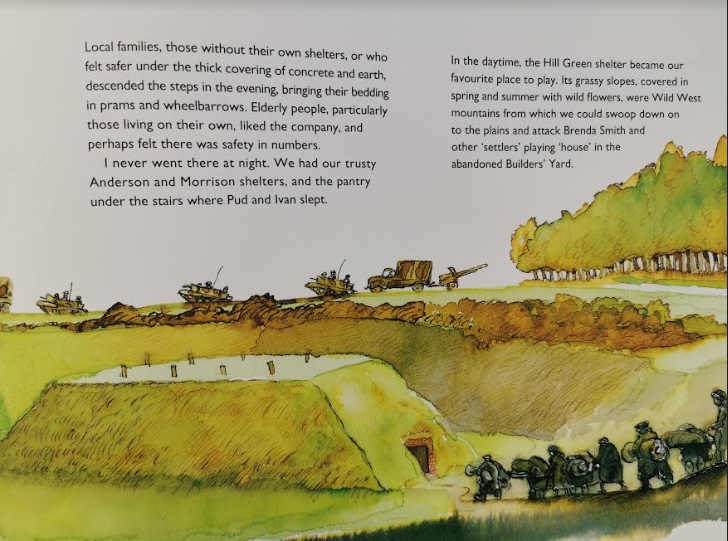 Local families, those without their own shelters, or who
felt safer under the thick covering of concrete and earth,
descended the steps in the evening, bringing their bedding
in prams and wheelbarrows. Elderly people, particularly
those living on their own, liked the company, and
perhaps felt there was safety in numbers.
I never went there at night. We had our trusty
Anderson and Morrison shelters, and the pantry
under the stairs where Pud and Ivan slept.
In the daytime, the Hill Green shelter became our
favourite place to play. Its grassy slopes, covered in
spring and summer with wild flowers, were Wild West
mountains from which we could swoop down on
to the plains and attack Brenda Smith and
other ‘settlers’ playing ‘house’ in the
abandoned Builders’ Yard.